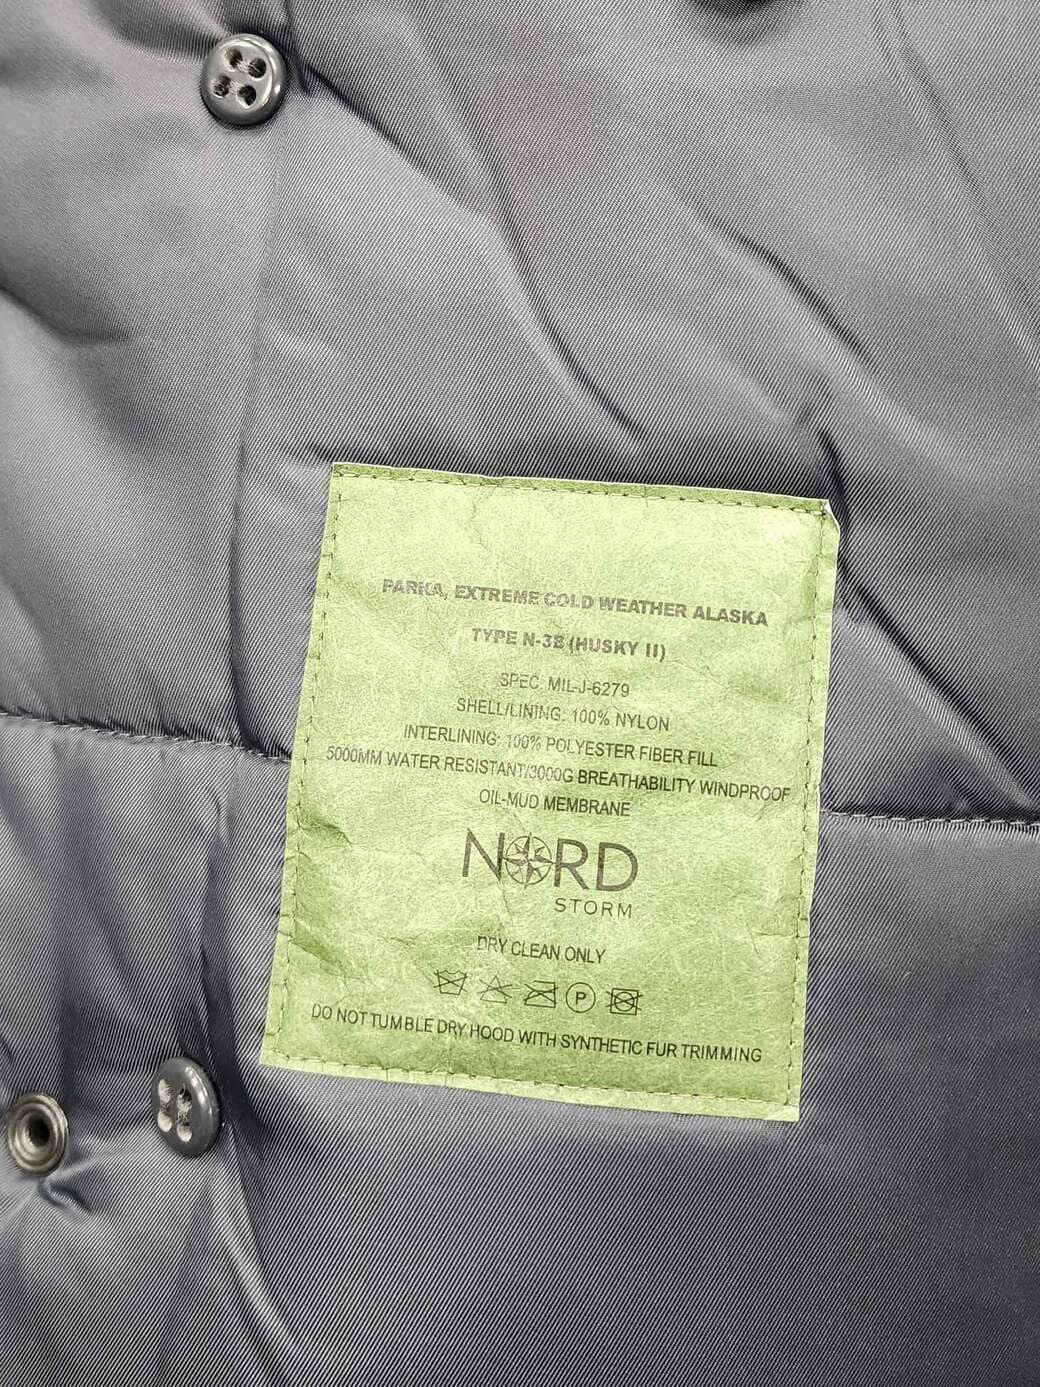 PARKA, EXTREME COLD WEATHER ALASKA
TYPE N-3B (HUSKY II)
SPEC. MIL-J-6279
SHELL/LINING: 100% NYLON
INTERLINING: 100% POLYESTER FIBER FILL
5000MM WATER RESISTANT/3000G BREATHABILITY WINDPROOF
OIL-MUD MEMBRANE
NORD
STORM
DRY CLEAN ONLY
P
DO NOT TUMBLE DRY HOOD WITH SYNTHETIC FUR TRIMMING